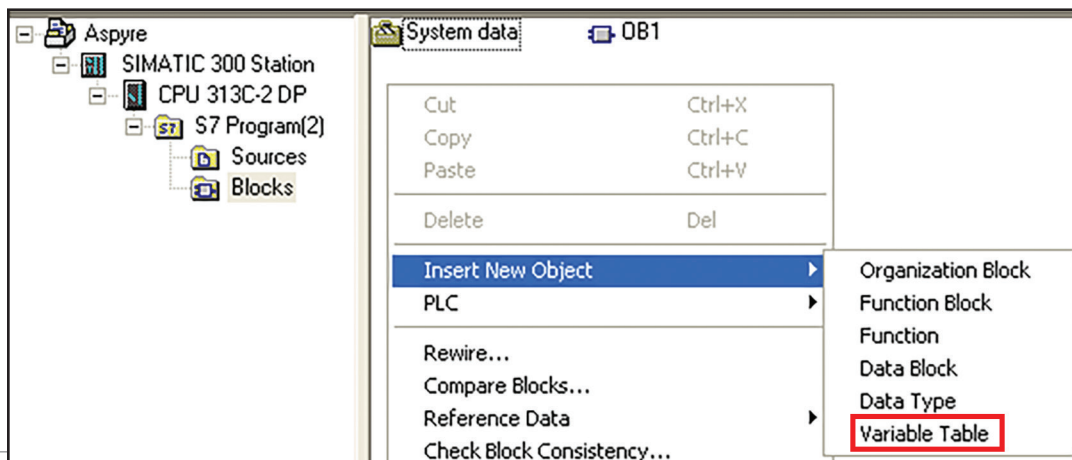 Aspyre
SIMATIC 300 Station
CPU 313C-2 DP
S7 Program(2)
Sources
Blocks
System data OB1
Cut Ctrl+X
Copy Ctrl+C
Paste Ctrl+V
Delete Del
Insert New Object
PLC
Rewire...
Compare Blocks...
Reference Data
Check Block Consistency...
Organization Block
Function Block
Function
Data Block
Data Type
Variable Table